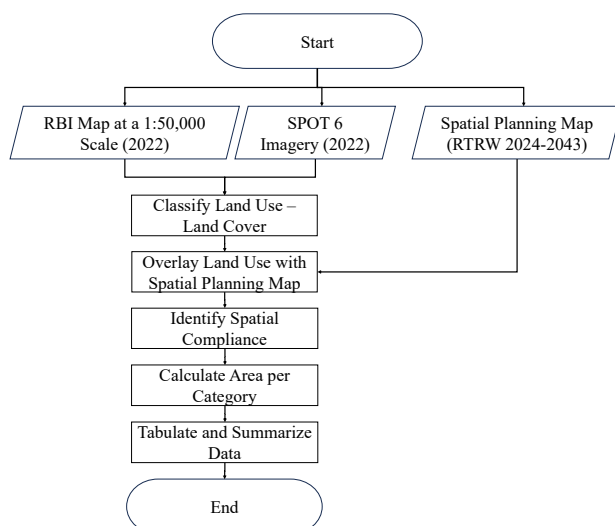 Start
RBI Map at a 1:50,000
Scale (2022)
SPOT 6
Imagery (2022)
Spatial Planning Map
(RTRW 2024-2043)
Classify Land Use –
Land Cover
Overlay Land Use with
Spatial Planning Map
Identify Spatial
Compliance
Calculate Area per
Category
Tabulate and Summarize
Data
End